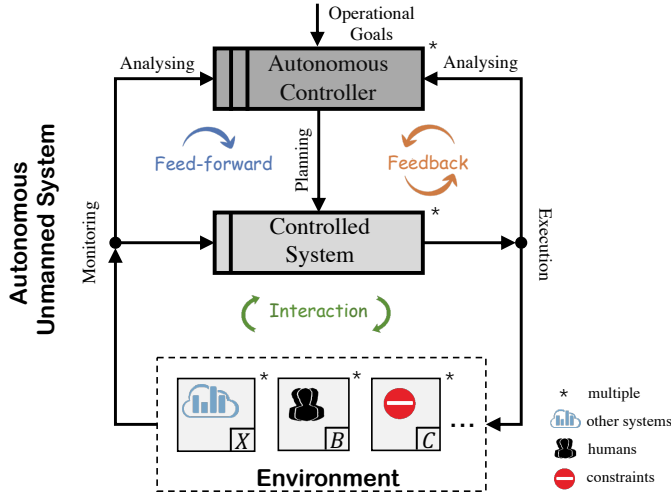 Operational
Goals
Analysing
*
Analysing
Autonomous
Controller
Feed-forward
Planning
Feedback
Autonomous
Unmanned System
Monitoring
*
Controlled
System
Execution
Interaction
*
*
*
X
B
C
...
Environment
* multiple
other systems
humans
constraints